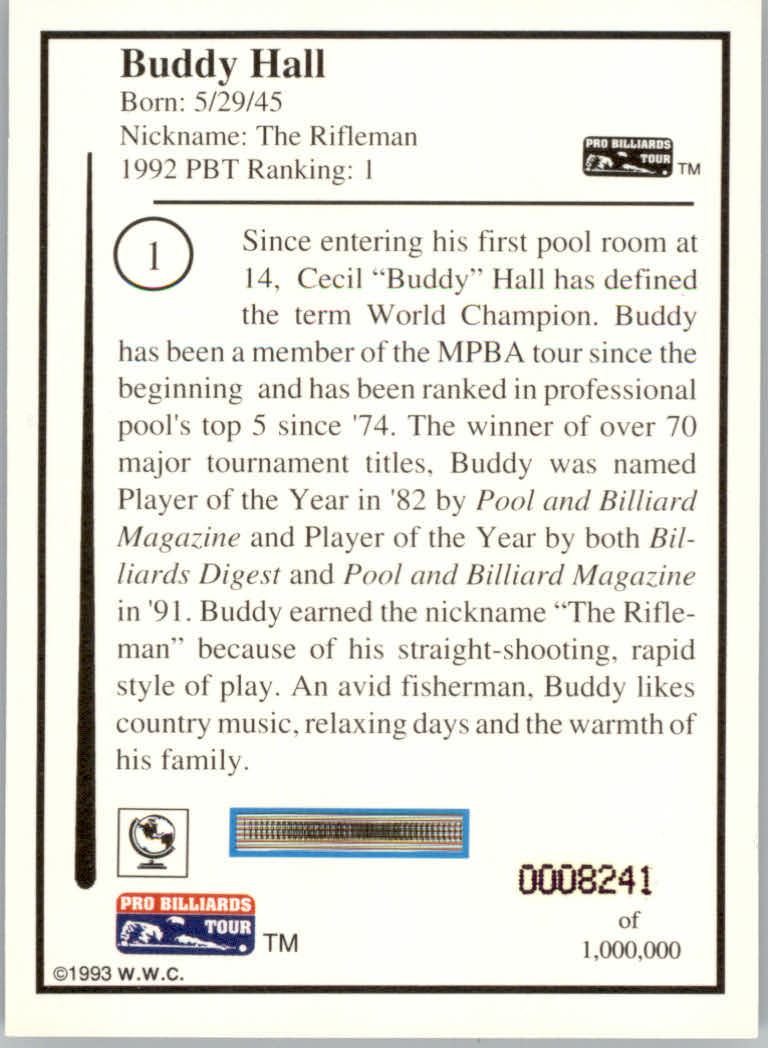 Buddy Hall
Born: 5/29/45
Nickname: The Rifleman
1992 PBT Ranking: 1
PRO BILLIARDS
TOUR TM
1
Since entering his first pool room at
14, Cecil “Buddy” Hall has defined
the term World Champion. Buddy
has been a member of the MPBA tour since the
beginning and has been ranked in professional
pool's top 5 since '74. The winner of over 70
major tournament titles, Buddy was named
Player of the Year in '82 by Pool and Billiard
Magazine and Player of the Year by both Bil-
liards Digest and Pool and Billiard Magazine
in '91. Buddy earned the nickname “The Rifle-
man” because of his straight-shooting, rapid
style of play. An avid fisherman, Buddy likes
country music, relaxing days and the warmth of
his family.
0008241
of
1,000,000
PRO BILLIARDS
TOUR TM
©1993 W.W.C.